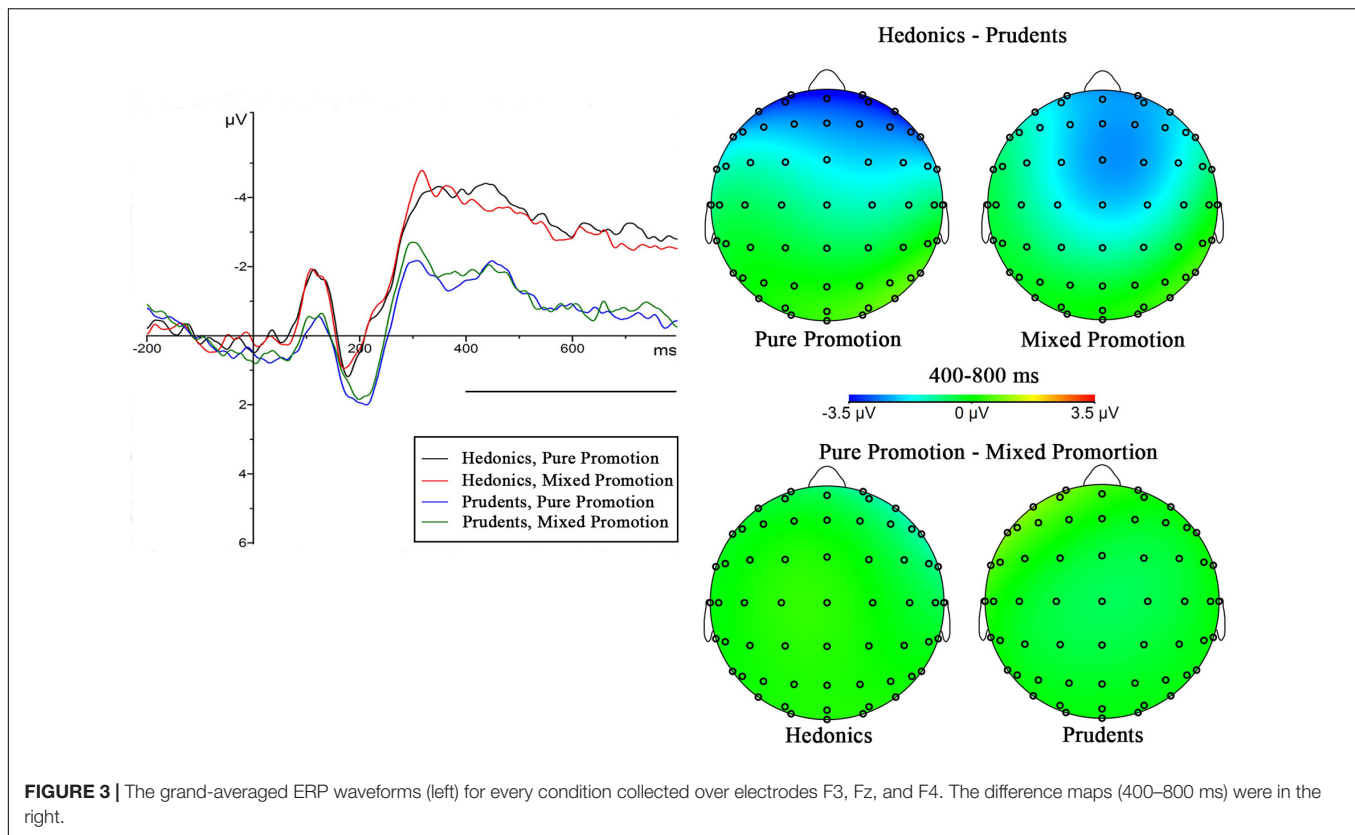 Hedonics - Prudents
µV
-4
-2
-200
200
400
600
ms
2
4
6
Hedonics, Pure Promotion
Hedonics, Mixed Promotion
Prudents, Pure Promotion
Prudents, Mixed Promotion
Pure Promotion
Mixed Promotion
400-800 ms
-3.5 µV
0 µV
3.5 µV
Pure Promotion - Mixed Promortion
Hedonics
Prudents
FIGURE 3 | The grand-averaged ERP waveforms (left) for every condition collected over electrodes F3, Fz, and F4. The difference maps (400–800 ms) were in the
right.